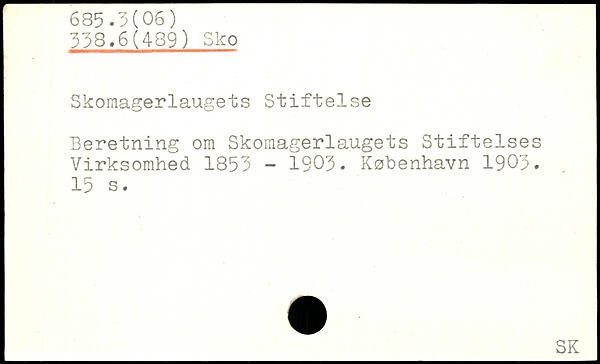 685.3(06)
338.6(489) Sko
Skomagerlaugets Stiftelse
Beretning om Skomagerlaugets Stiftelses
Virksomhed 1853 - 1903. København 1903.
15 s.
SK